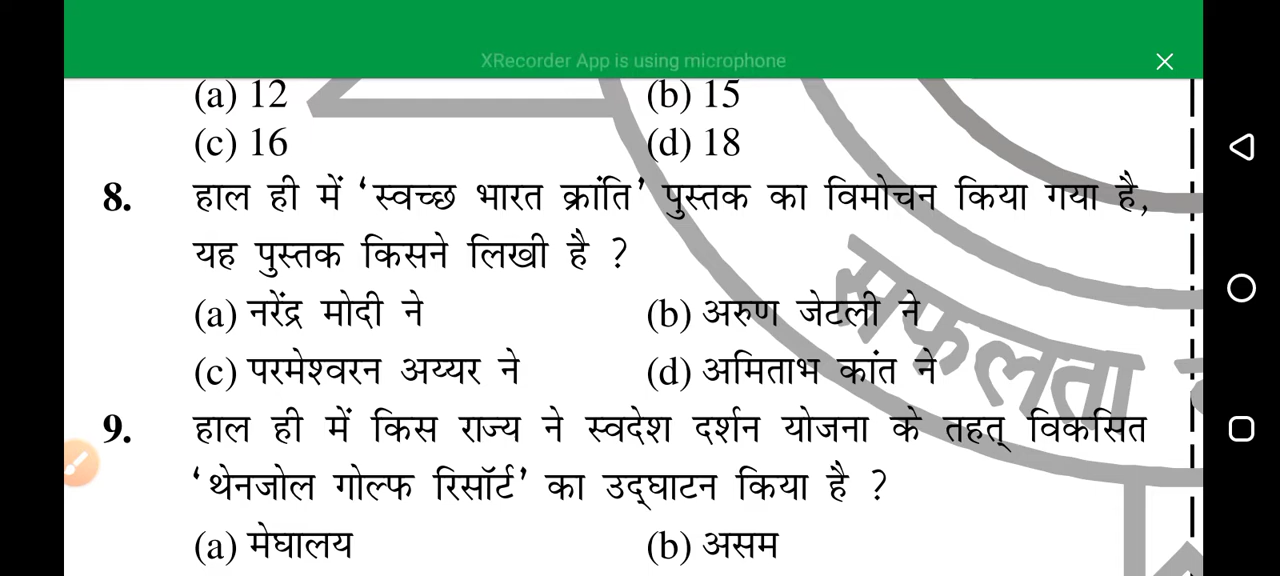 XRecorder App is using microphone
(a) 12 (b) 15
(c) 16 (d) 18
8. हाल ही में ‘स्वच्छ भारत क्रांति’ पुस्तक का विमोचन किया गया है,
यह पुस्तक किसने लिखी है ?
(a) नरेंद्र मोदी ने (b) अरुण जेटली ने
(c) परमेश्वरन अय्यर ने (d) अमिताभ कांत ने
सफलता
9. हाल ही में किस राज्य ने स्वदेश दर्शन योजना के तहत् विकसित
‘थेनजोल गोल्फ रिसॉर्ट’ का उद्घाटन किया है ?
(a) मेघालय (b) असम